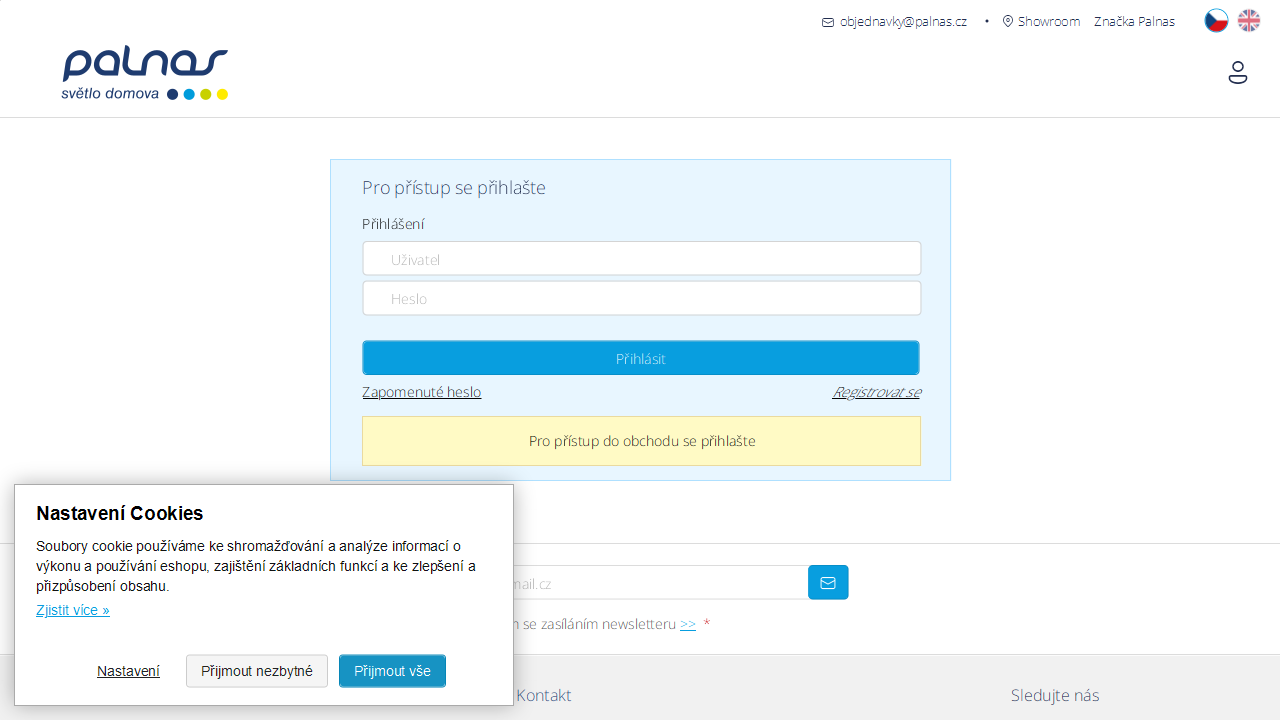 objednavky@palnas.cz • Showroom Značka Palnas
palnas
světlo domova
Pro přístup se přihlašte
Přihlášení
Uživatel
Heslo
Přihlásit
Zapomenuté heslo Registrovat se
Pro přístup do obchodu se přihlašte
Nastavení Cookies
Soubory cookie používáme ke shromažďování a analýze informací o
výkonu a používání eshopu, zajištění základních funkcí a ke zlepšení a
přizpůsobení obsahu.
Zjistit více »
Nastavení Přijmout nezbytné Přijmout vše
mail.cz
se zasíláním newsletteru >> *
Kontakt Sledujte nás